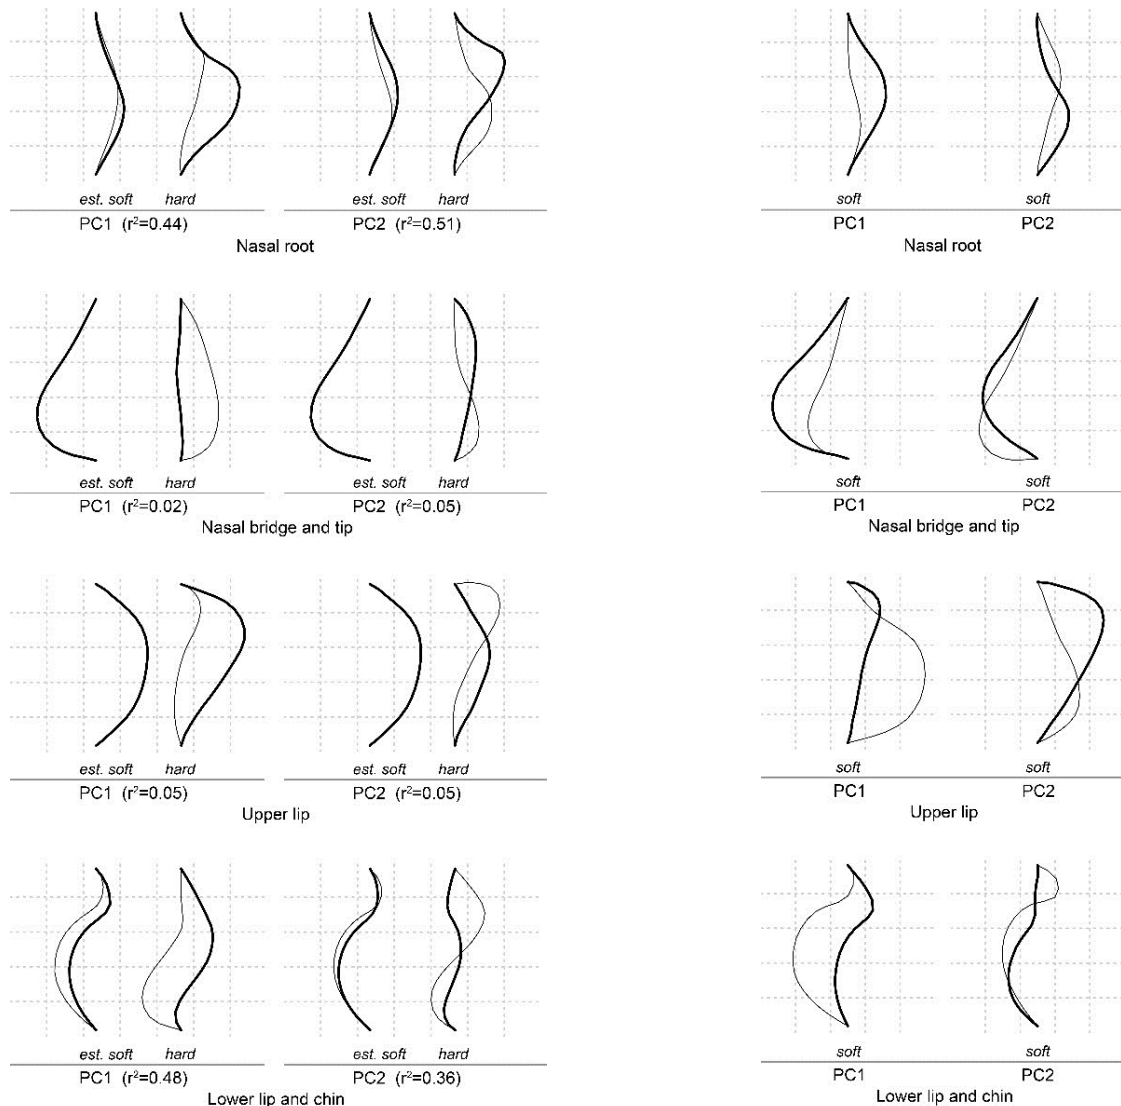 est. soft hard est. soft hard soft soft
PC1 (r²=0.44) PC2 (r²=0.51) PC1 PC2
Nasal root Nasal root
est. soft hard est. soft hard soft soft
PC1 (r²=0.02) PC2 (r²=0.05) PC1 PC2
Nasal bridge and tip Nasal bridge and tip
est. soft hard est. soft hard soft soft
PC1 (r²=0.05) PC2 (r²=0.05) PC1 PC2
Upper lip Upper lip
est. soft hard est. soft hard soft soft
PC1 (r²=0.48) PC2 (r²=0.36) PC1 PC2
Lower lip and chin Lower lip and chin